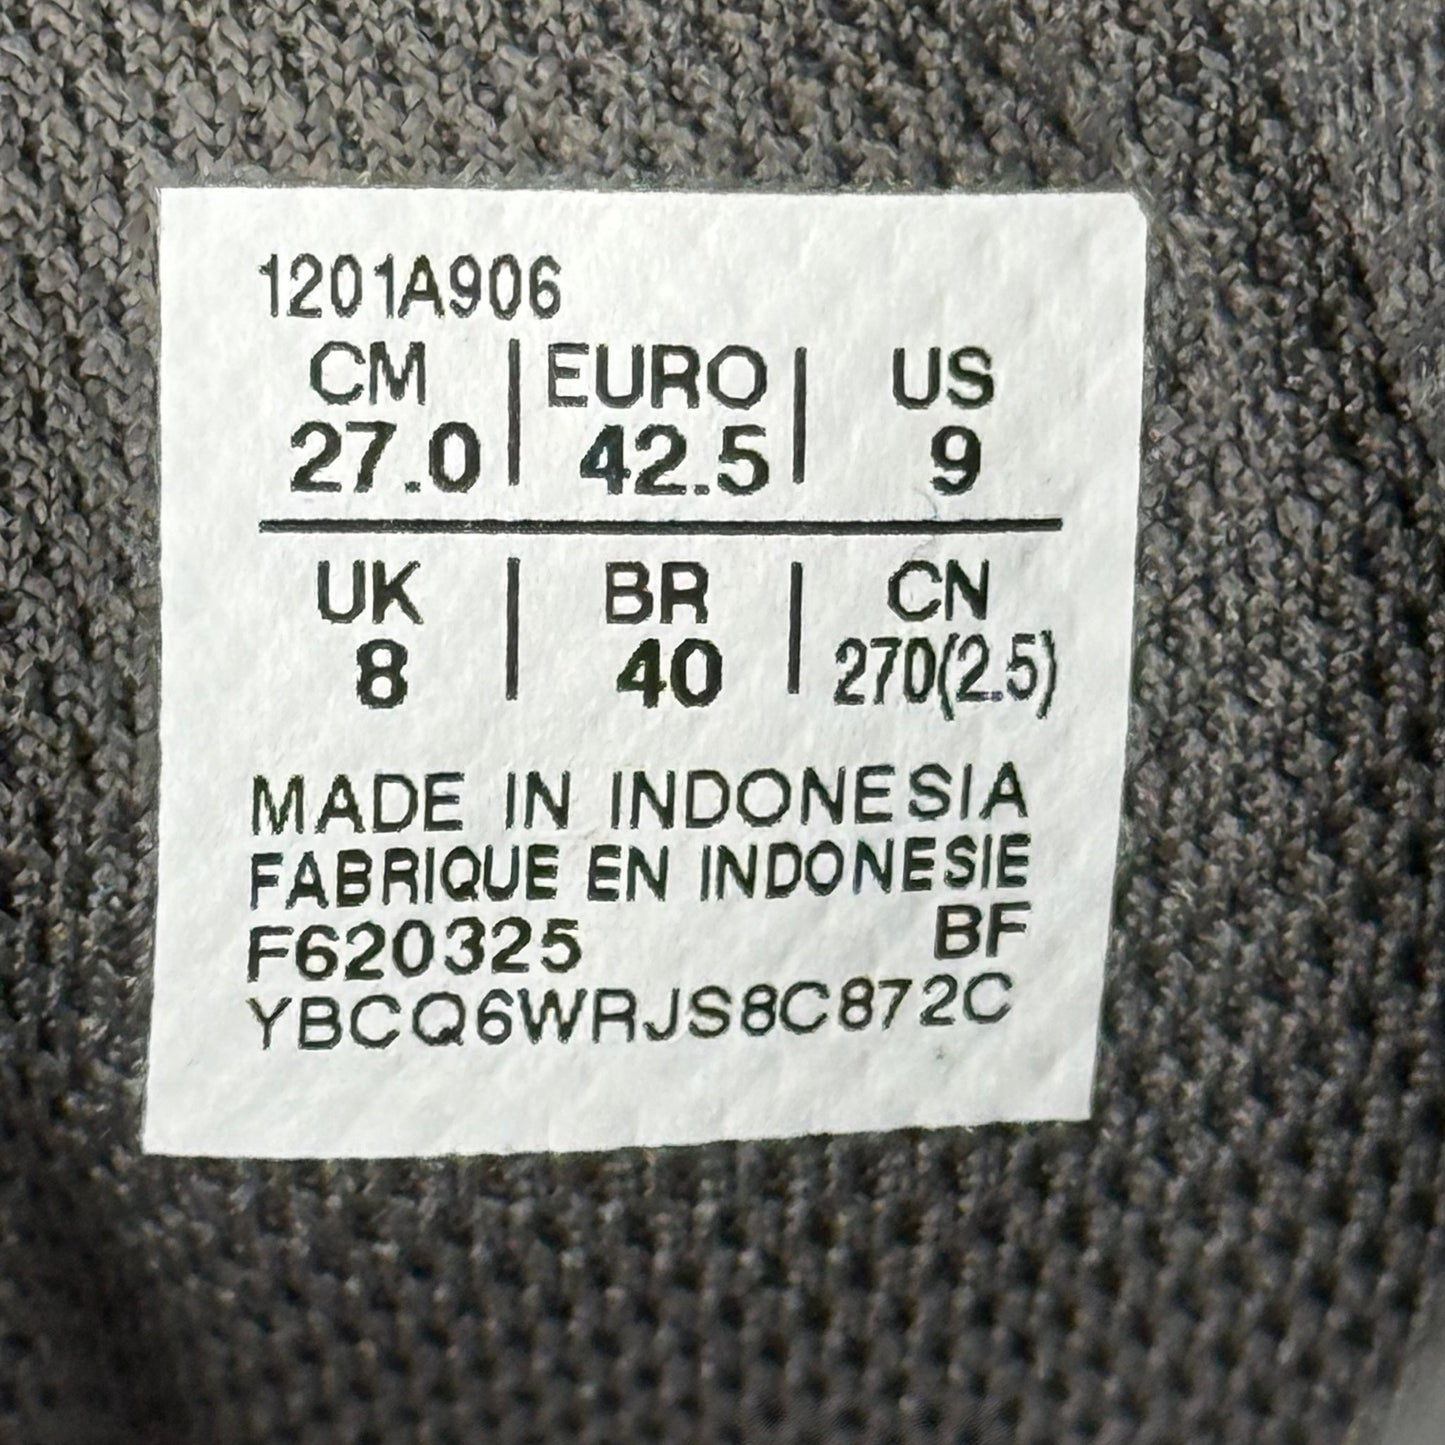 1201A906
CM | EURO | US
27.0 | 42.5 | 9
UK | BR | CN
8 | 40 | 270(2.5)
MADE IN INDONESIA
FABRIQUE EN INDONESIE
F620325 BF
YBCQ6WRJS8C872C